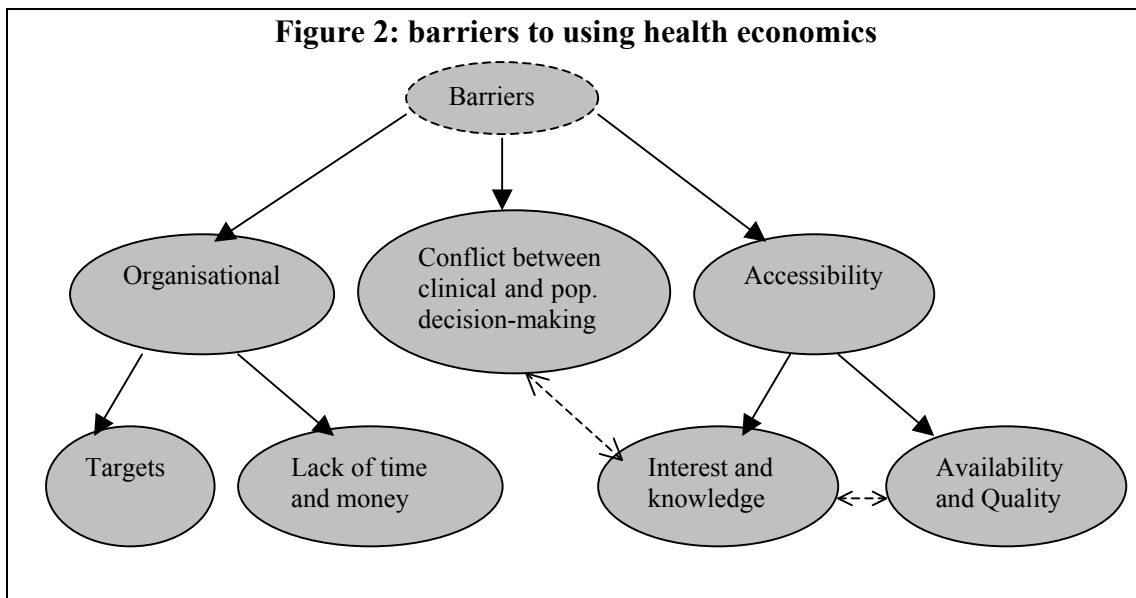 Figure 2: barriers to using health economics
Barriers
Organisational
Conflict between
clinical and pop.
decision-making
Accessibility
Targets
Lack of time
and money
Interest and
knowledge
Availability
and Quality